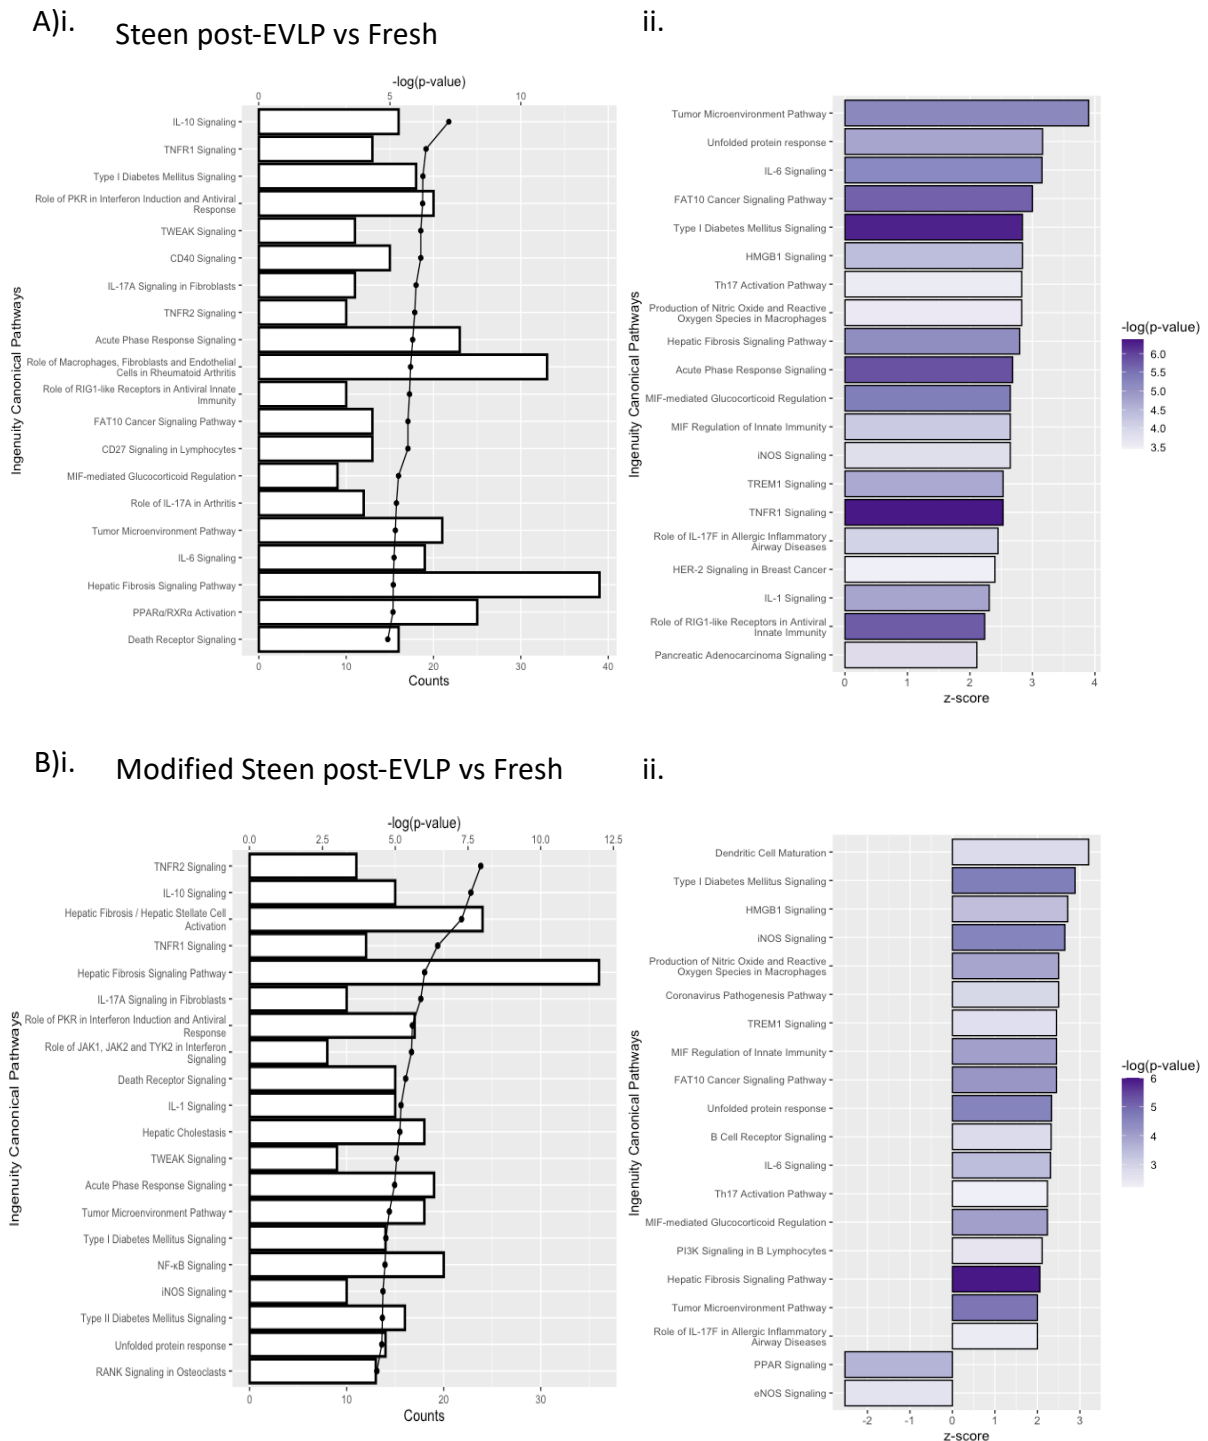 A)i. Steen post-EVLP vs Fresh
-log(p-value)
0 5 10
Ingenuity Canonical Pathways
IL-10 Signaling
TNFR1 Signaling
Type I Diabetes Mellitus Signaling
Role of PKR in Interferon Induction and Antiviral
Response
TWEAK Signaling
CD40 Signaling
IL-17A Signaling in Fibroblasts
TNFR2 Signaling
Acute Phase Response Signaling
Role of Macrophages, Fibroblasts and Endothelial
Cells in Rheumatoid Arthritis
Role of RIG1-like Receptors in Antiviral Innate
Immunity
FAT10 Cancer Signaling Pathway
CD27 Signaling in Lymphocytes
MIF-mediated Glucocorticoid Regulation
Role of IL-17A in Arthritis
Tumor Microenvironment Pathway
IL-6 Signaling
Hepatic Fibrosis Signaling Pathway
PPARα/RXRα Activation
Death Receptor Signaling
0 10 20 30 40
Counts
ii.
Ingenuity Canonical Pathways
Tumor Microenvironment Pathway
Unfolded protein response
IL-6 Signaling
FAT10 Cancer Signaling Pathway
Type I Diabetes Mellitus Signaling
HMGB1 Signaling
Th17 Activation Pathway
Production of Nitric Oxide and Reactive
Oxygen Species in Macrophages
Hepatic Fibrosis Signaling Pathway
Acute Phase Response Signaling
MIF-mediated Glucocorticoid Regulation
MIF Regulation of Innate Immunity
iNOS Signaling
TREM1 Signaling
TNFR1 Signaling
Role of IL-17F in Allergic Inflammatory
Airway Diseases
HER-2 Signaling in Breast Cancer
IL-1 Signaling
Role of RIG1-like Receptors in Antiviral
Innate Immunity
Pancreatic Adenocarcinoma Signaling
0 1 2 3 4
z-score
-log(p-value)
6.0
5.5
5.0
4.5
4.0
3.5
B)i. Modified Steen post-EVLP vs Fresh
-log(p-value)
0.0 2.5 5.0 7.5 10.0 12.5
Ingenuity Canonical Pathways
TNFR2 Signaling
IL-10 Signaling
Hepatic Fibrosis / Hepatic Stellate Cell
Activation
TNFR1 Signaling
Hepatic Fibrosis Signaling Pathway
IL-17A Signaling in Fibroblasts
Role of PKR in Interferon Induction and Antiviral
Response
Role of JAK1, JAK2 and TYK2 in Interferon
Signaling
Death Receptor Signaling
IL-1 Signaling
Hepatic Cholestasis
TWEAK Signaling
Acute Phase Response Signaling
Tumor Microenvironment Pathway
Type I Diabetes Mellitus Signaling
NF-κB Signaling
iNOS Signaling
Type II Diabetes Mellitus Signaling
Unfolded protein response
RANK Signaling in Osteoclasts
0 10 20 30
Counts
ii.
Ingenuity Canonical Pathways
Dendritic Cell Maturation
Type I Diabetes Mellitus Signaling
HMGB1 Signaling
iNOS Signaling
Production of Nitric Oxide and Reactive
Oxygen Species in Macrophages
Coronavirus Pathogenesis Pathway
TREM1 Signaling
MIF Regulation of Innate Immunity
FAT10 Cancer Signaling Pathway
Unfolded protein response
B Cell Receptor Signaling
IL-6 Signaling
Th17 Activation Pathway
MIF-mediated Glucocorticoid Regulation
PI3K Signaling in B Lymphocytes
Hepatic Fibrosis Signaling Pathway
Tumor Microenvironment Pathway
Role of IL-17F in Allergic Inflammatory
Airway Diseases
PPAR Signaling
eNOS Signaling
-2 -1 0 1 2 3
z-score
-log(p-value)
6
5
4
3